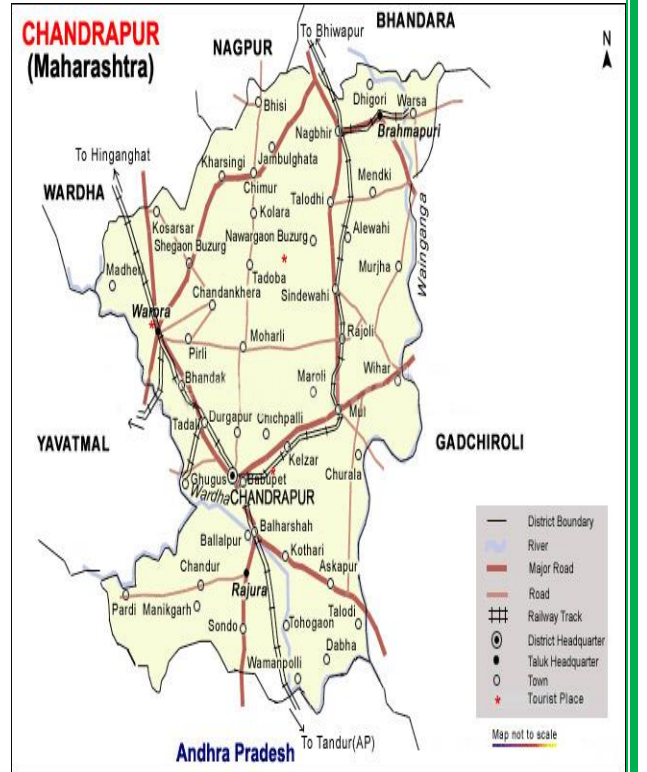 CHANDRAPUR
(Maharashtra)
NAGPUR
BHANDARA
To Bhiwapur
N
Bhisi
Dhigori
Warsa
Nagbhir
Brahmapuri
To Hinganghat
Kharsingi
Jambulghata
Chimur
Mendki
WARDHA
Talodhi
Kolara
Kosarsar
Nawargaon Buzurg
Alewahi
Shegaon Buzurg
Wainganga
Madheri
Tadoba
Murjha
Chandankhera
Sindewahi
Warora
Moharli
Rajoli
Pirli
Wihar
Bhandak
Maroli
Mul
Durgapur
Chichpalli
Tadali
YAVATMAL
GADCHIROLI
Kelzar
Churala
Ghugus
Babupet
Wardha
CHANDRAPUR
Balharshah
Ballalpur
Kothari
Chandur
Askapur
Rajura
Pardi
Manikgarh
Talodi
Sondo
Tohogaon
Dabha
Wamanpolli
To Tandur(AP)
Andhra Pradesh
District Boundary
River
Major Road
Road
Railway Track
District Headquarter
Taluk Headquarter
Town
Tourist Place
Map not to scale